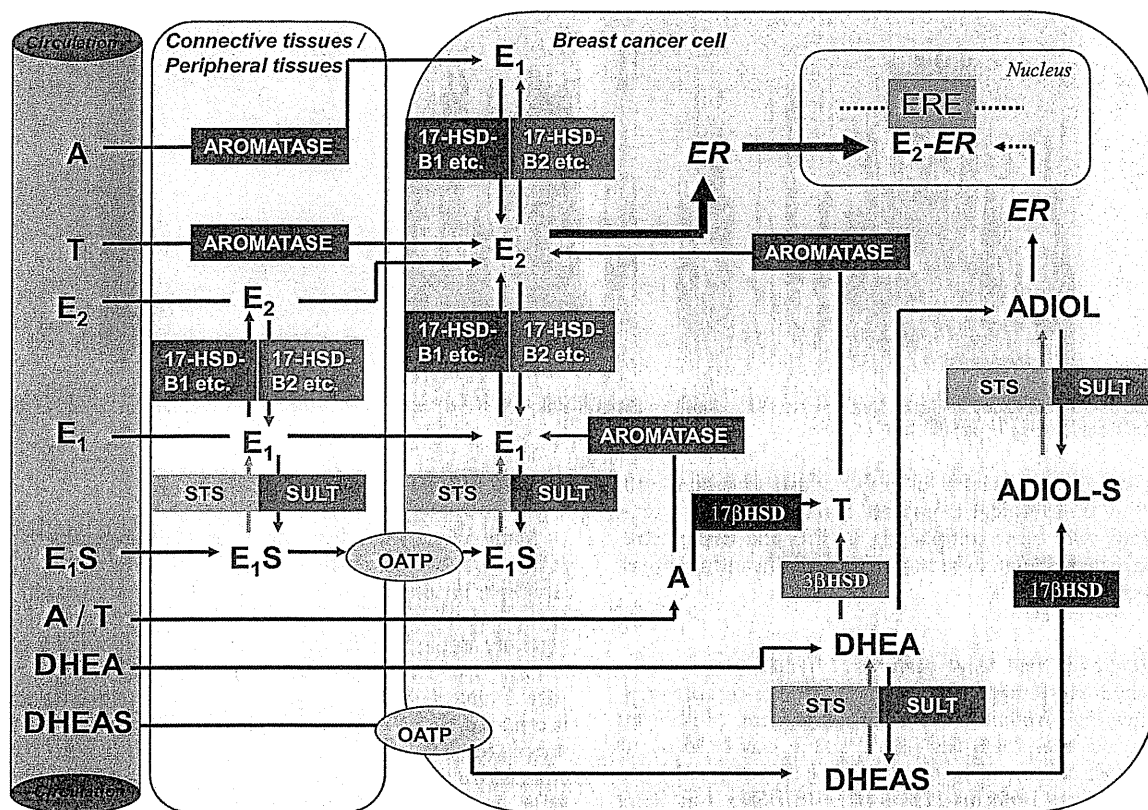 Circulation
Connective tissues /
Peripheral tissues
Breast cancer cell
Nucleus
E₁
ERE
A
AROMATASE
17-HSD-
B1 etc.
17-HSD-
B2 etc.
ER
E₂-ER
ER
T
AROMATASE
E₂
AROMATASE
E₂
E₂
ADIOL
17-HSD-
B1 etc.
17-HSD-
B2 etc.
17-HSD-
B1 etc.
17-HSD-
B2 etc.
STS
SULT
E₁
E₁
E₁
AROMATASE
STS
SULT
STS
SULT
17βHSD
T
ADIOL-S
E₁S
E₁S
OATP
E₁S
A
3βHSD
17βHSD
A / T
DHEA
DHEA
STS
SULT
DHEAS
OATP
DHEAS
Circulation